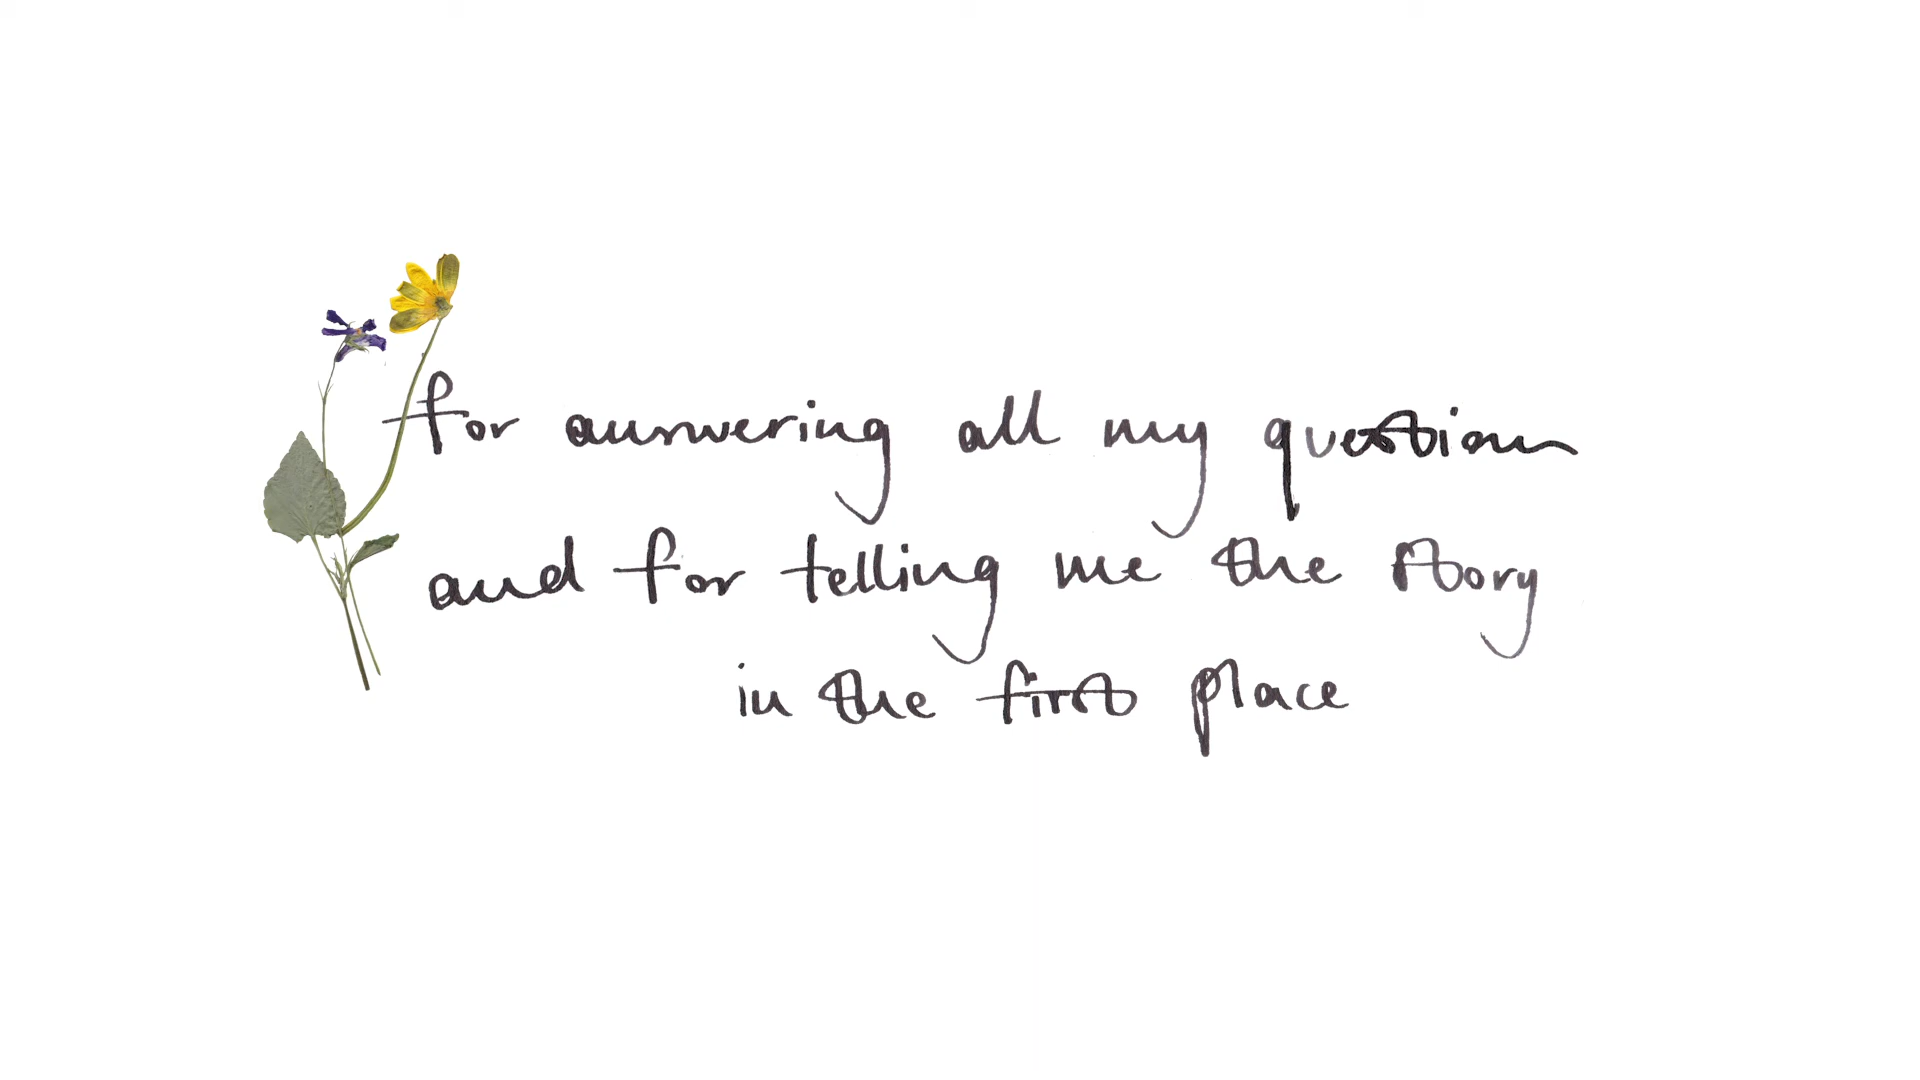 for answering all my questions
and for telling me the story
in the first place